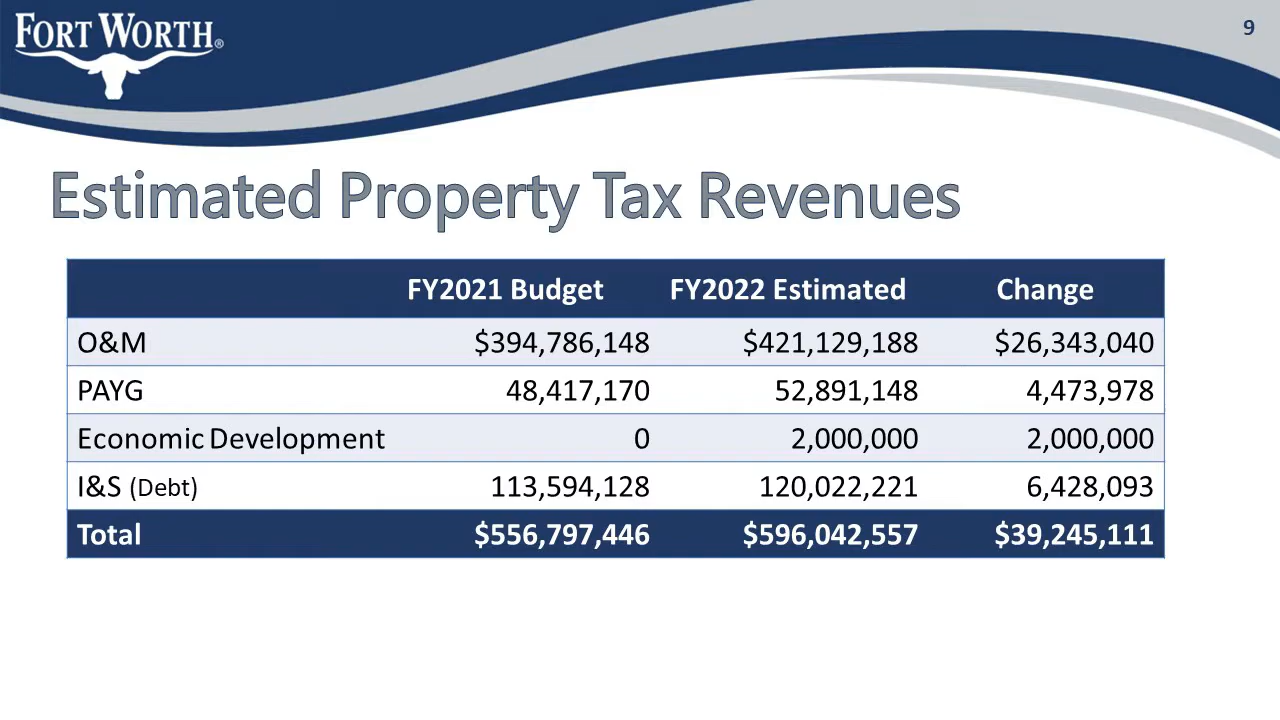 FORT WORTH®
9
Estimated Property Tax Revenues
FY2021 Budget FY2022 Estimated Change
O&M $394,786,148 $421,129,188 $26,343,040
PAYG 48,417,170 52,891,148 4,473,978
Economic Development 0 2,000,000 2,000,000
I&S (Debt) 113,594,128 120,022,221 6,428,093
Total $556,797,446 $596,042,557 $39,245,111